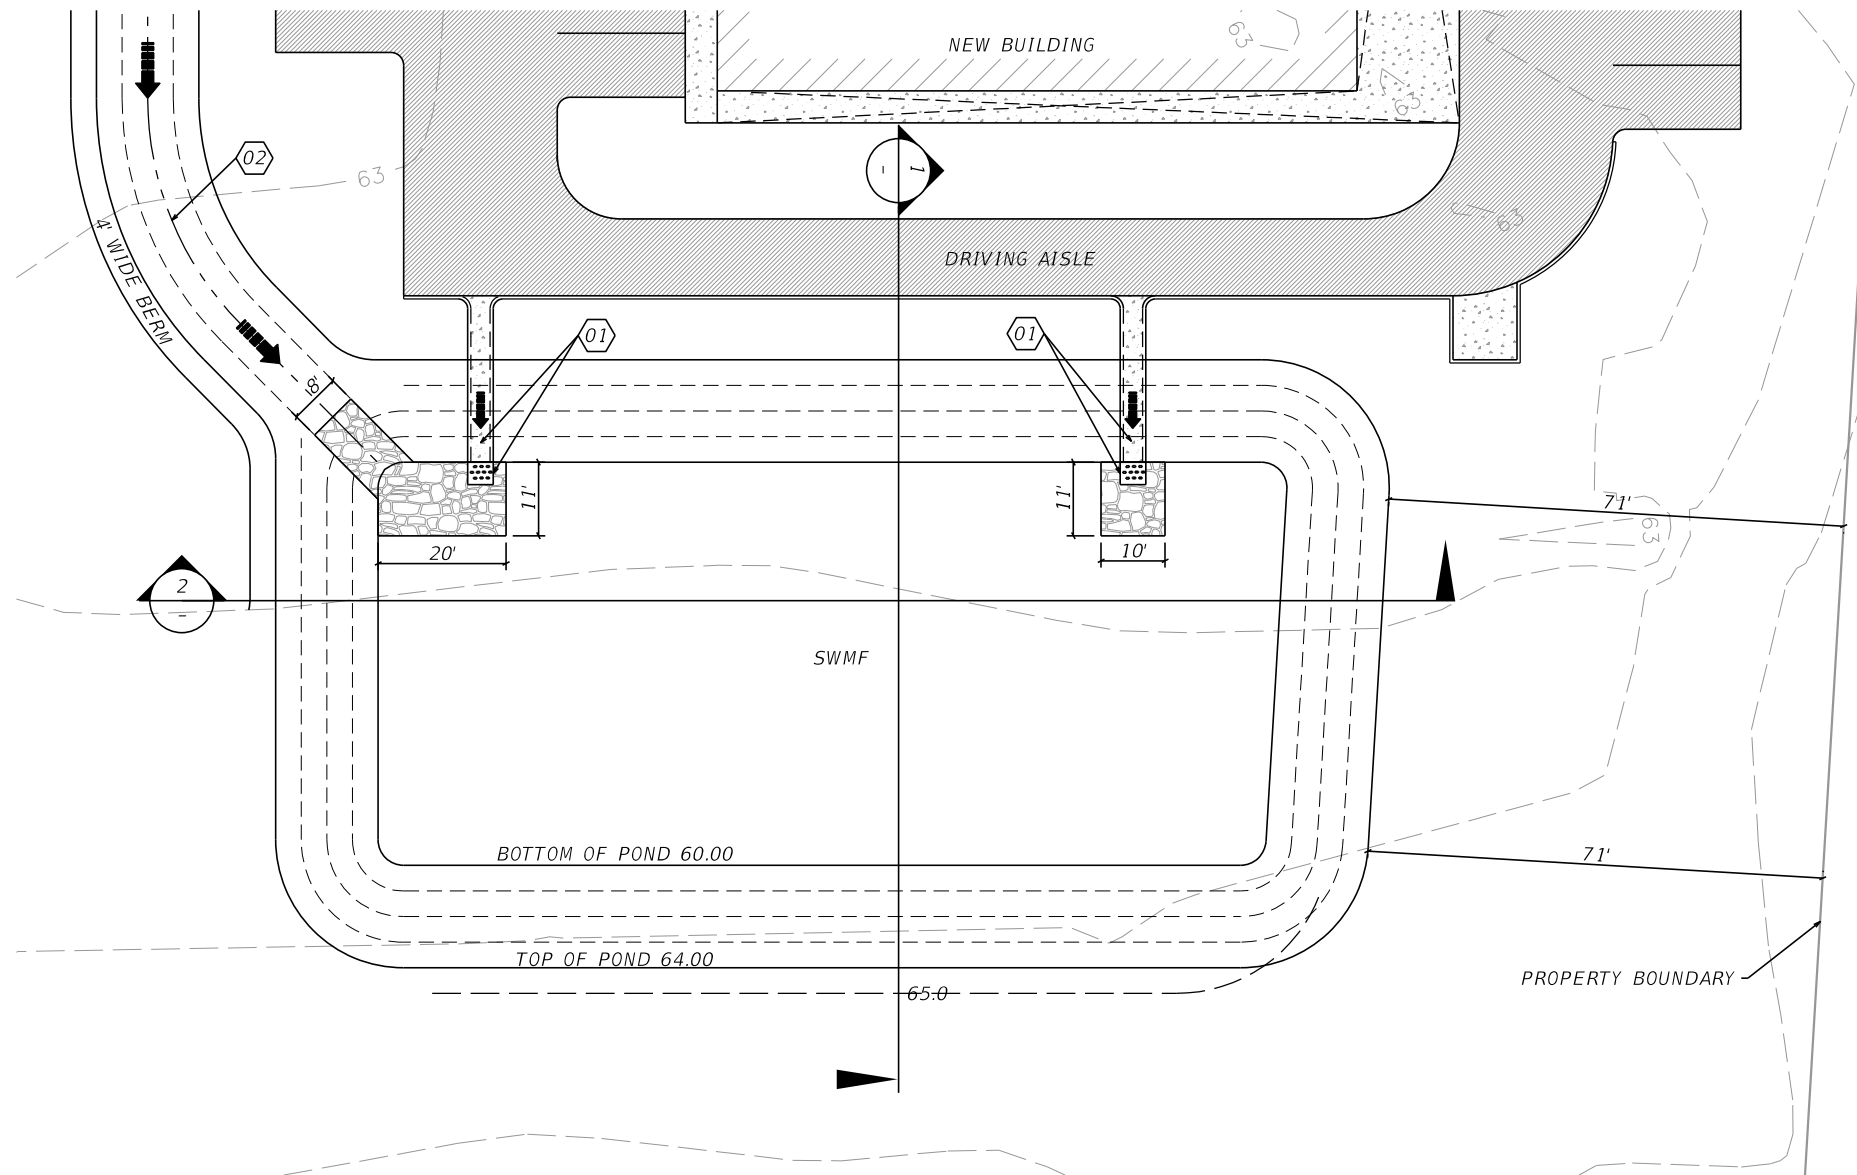 NEW BUILDING
63
63
02
63
1
-
63
4' WIDE BERM
DRIVING AISLE
01
01
8'
11'
11'
71'
63
20'
10'
2
-
SWMF
BOTTOM OF POND 60.00
71'
TOP OF POND 64.00
PROPERTY BOUNDARY
65.0